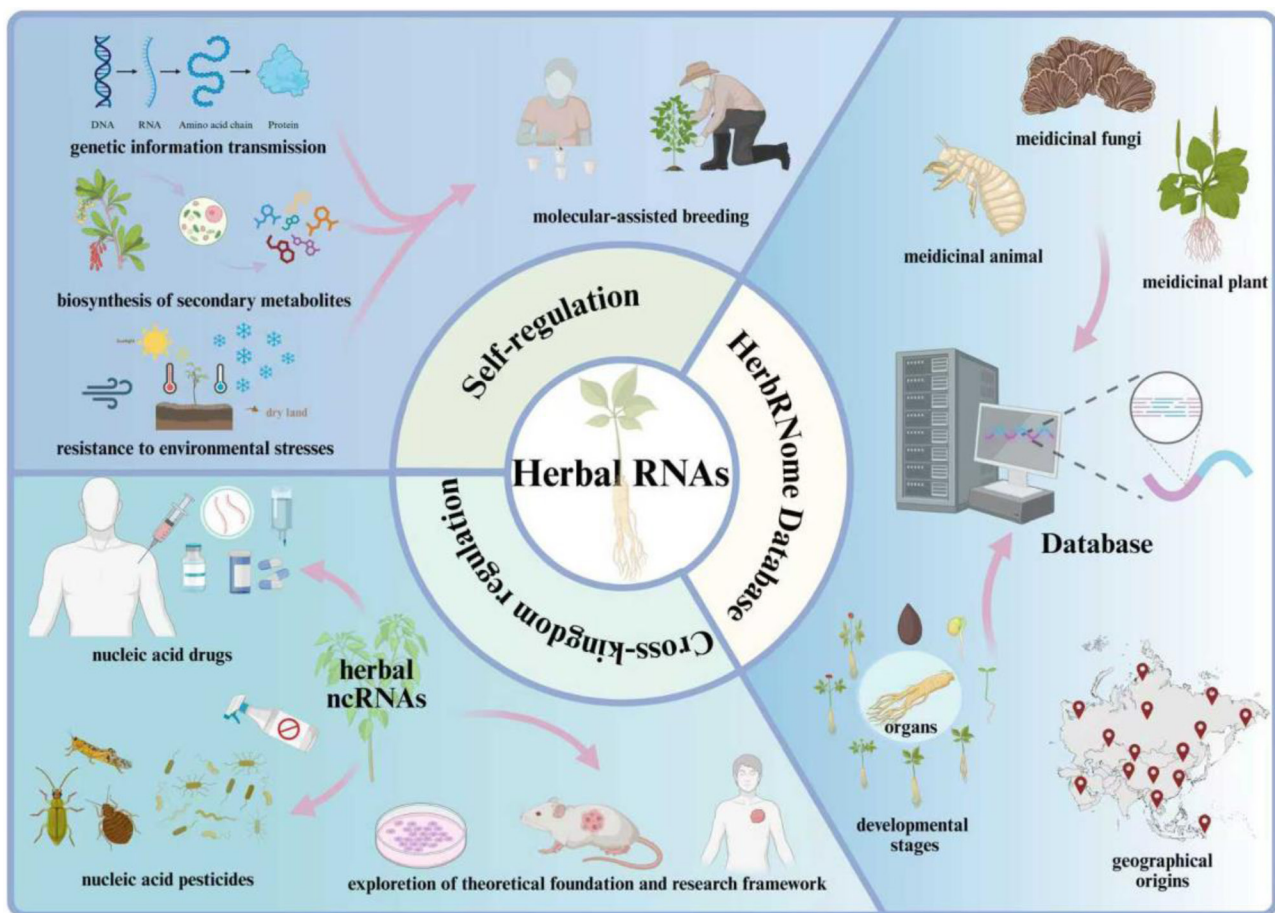 DNA
RNA
Amino acid chain
Protein
genetic information transmission
biosynthesis of secondary metabolites
dry land
resistance to environmental stresses
molecular-assisted breeding
meidicinal fungi
meidicinal animal
meidicinal plant
Self-regulation
HerbRNome Database
Cross-kingdom regulation
Herbal RNAs
Database
nucleic acid drugs
herbal
ncRNAs
nucleic acid pesticides
exploretion of theoretical foundation and research framework
organs
developmental
stages
geographical
origins